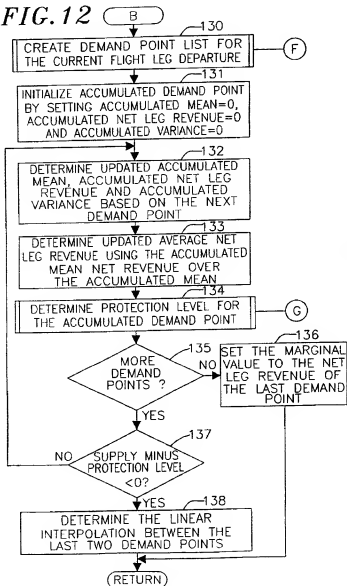 FIG. 12
B
130
CREATE DEMAND POINT LIST FOR
THE CURRENT FLIGHT LEG DEPARTURE
F
131
INITIALIZE ACCUMULATED DEMAND POINT
BY SETTING ACCUMULATED MEAN=0,
ACCUMULATED NET LEG REVENUE=0
AND ACCUMULATED VARIANCE=0
132
DETERMINE UPDATED ACCUMULATED
MEAN, ACCUMULATED NET LEG
REVENUE AND ACCUMULATED
VARIANCE BASED ON THE NEXT
DEMAND POINT
133
DETERMINE UPDATED AVERAGE NET
LEG REVENUE USING THE ACCUMULATED
MEAN NET REVENUE OVER
THE ACCUMULATED MEAN
134
DETERMINE PROTECTION LEVEL FOR
THE ACCUMULATED DEMAND POINT
G
135
MORE
DEMAND
POINTS ?
NO
136
SET THE MARGINAL
VALUE TO THE NET
LEG REVENUE OF
THE LAST DEMAND
POINT
YES
137
NO
SUPPLY MINUS
PROTECTION LEVEL
<0?
YES
138
DETERMINE THE LINEAR
INTERPOLATION BETWEEN THE
LAST TWO DEMAND POINTS
RETURN